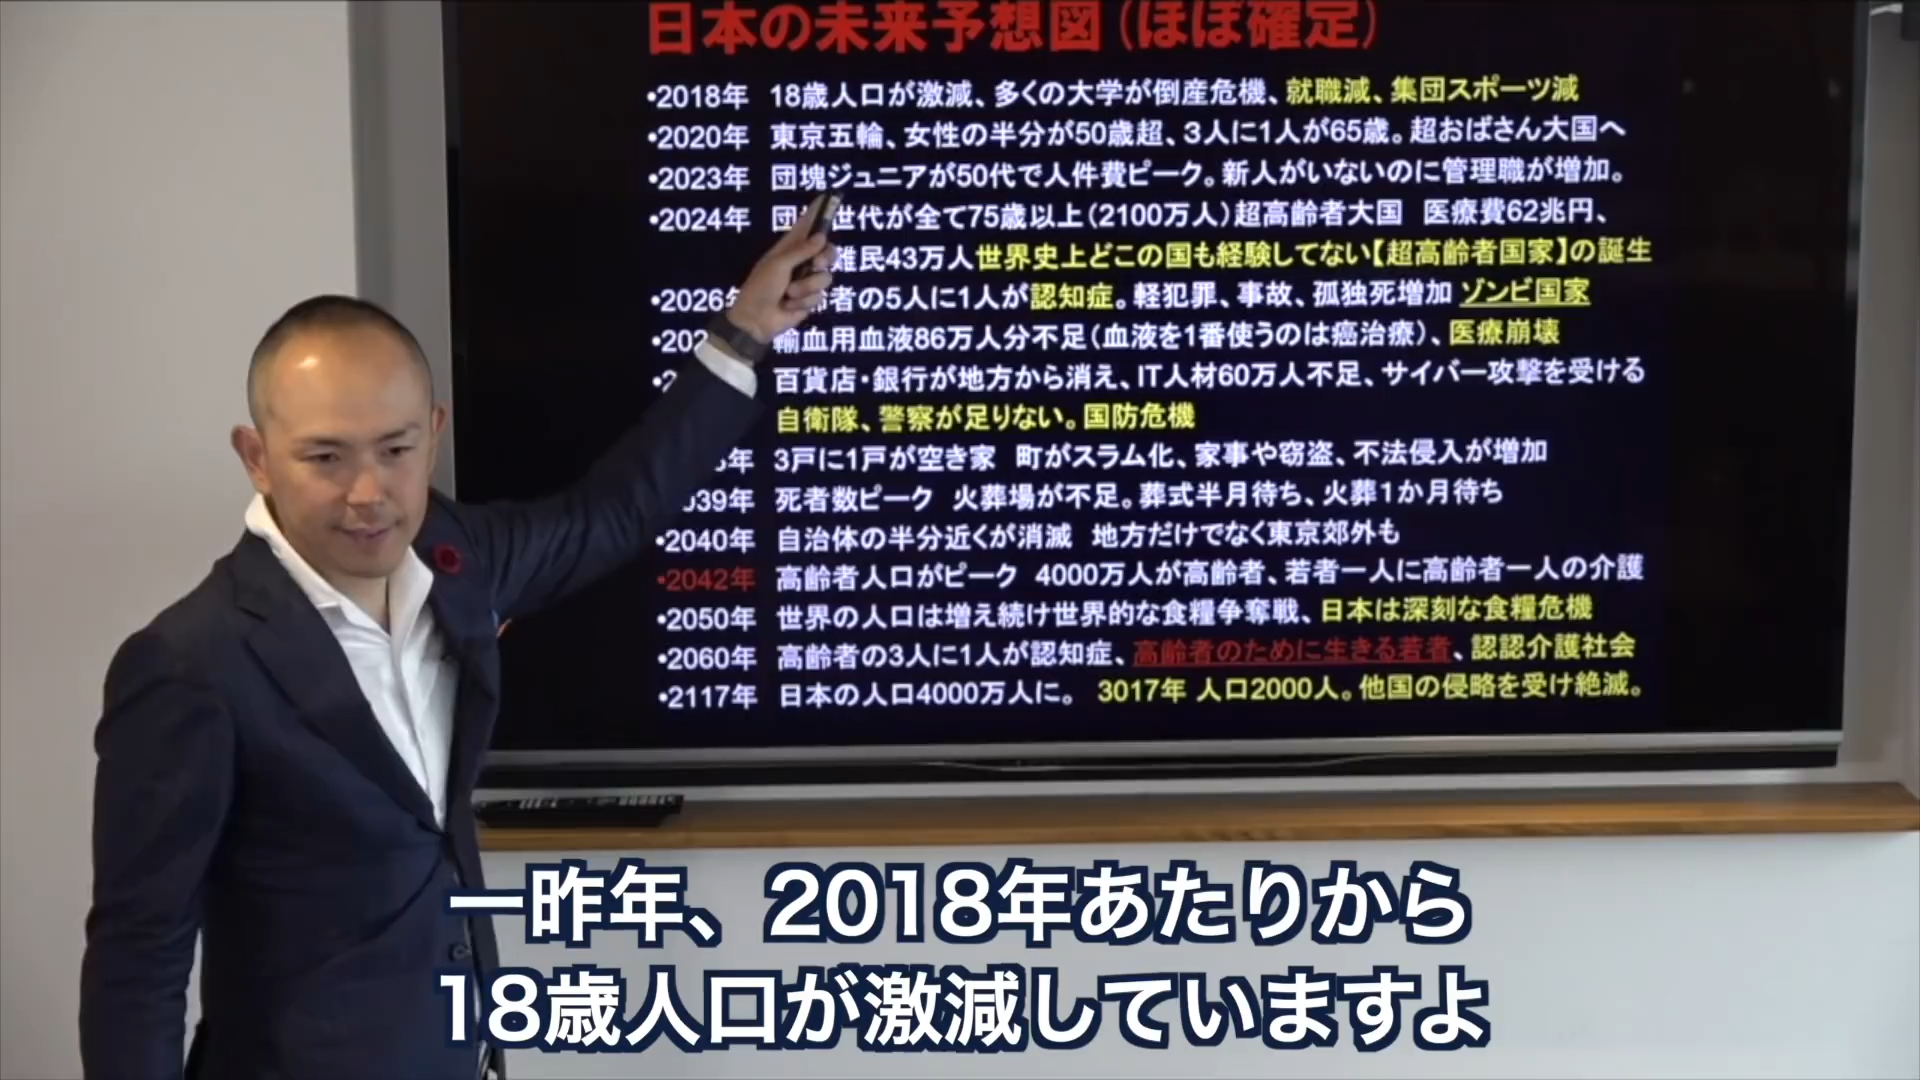 日本の未来予想図(ほぼ確定)
•2018年 18歳人口が激減、多くの大学が倒産危機、就職減、集団スポーツ減
•2020年 東京五輪、女性の半分が50歳超、3人に1人が65歳。超おばさん大国へ
•2023年 団塊ジュニアが50代で人件費ピーク。新人がいないのに管理職が増加。
•2024年 団 世代が全て75歳以上(2100万人)超高齢者大国 医療費62兆円、
難民43万人世界史上どこの国も経験してない【超高齢者国家】の誕生
•2026年 者の5人に1人が認知症。軽犯罪、事故、孤独死増加 ゾンビ国家
•202 輸血用血液86万人分不足(血液を1番使うのは癌治療)、医療崩壊
•2 百貨店・銀行が地方から消え、IT人材60万人不足、サイバー攻撃を受ける
自衛隊、警察が足りない。国防危機
年 3戸に1戸が空き家 町がスラム化、家事や窃盗、不法侵入が増加
039年 死者数ピーク 火葬場が不足。葬式半月待ち、火葬1か月待ち
•2040年 自治体の半分近くが消滅 地方だけでなく東京郊外も
•2042年 高齢者人口がピーク 4000万人が高齢者、若者一人に高齢者一人の介護
•2050年 世界の人口は増え続け世界的な食糧争奪戦、日本は深刻な食糧危機
•2060年 高齢者の3人に1人が認知症、高齢者のために生きる若者、認認介護社会
•2117年 日本の人口4000万人に。 3017年 人口2000人。他国の侵略を受け絶滅。
一昨年、2018年あたりから
18歳人口が激減していますよ